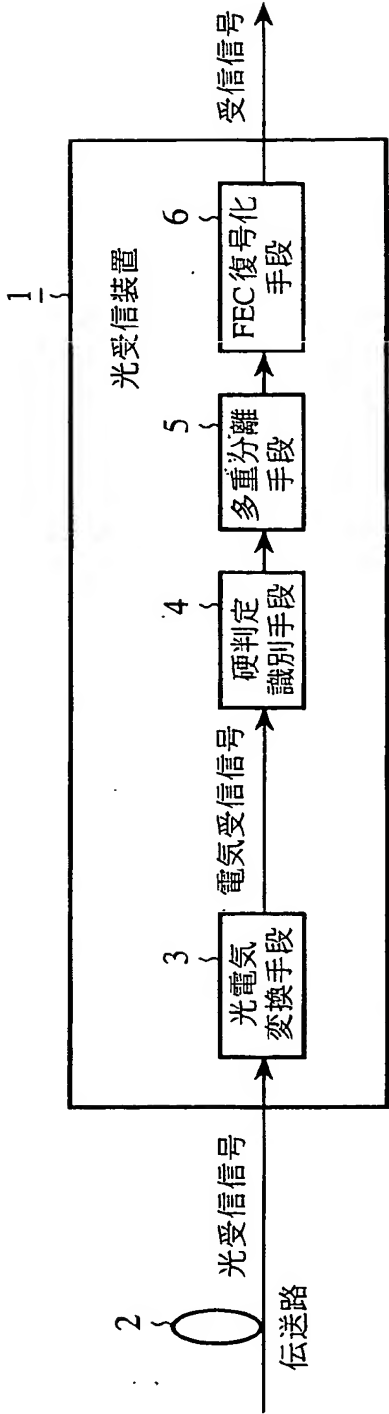 1
光受信装置
2
伝送路
光受信信号
3
光電気
変換手段
電気受信信号
4
硬判定
識別手段
5
多重分離
手段
6
FEC復号化
手段
受信信号